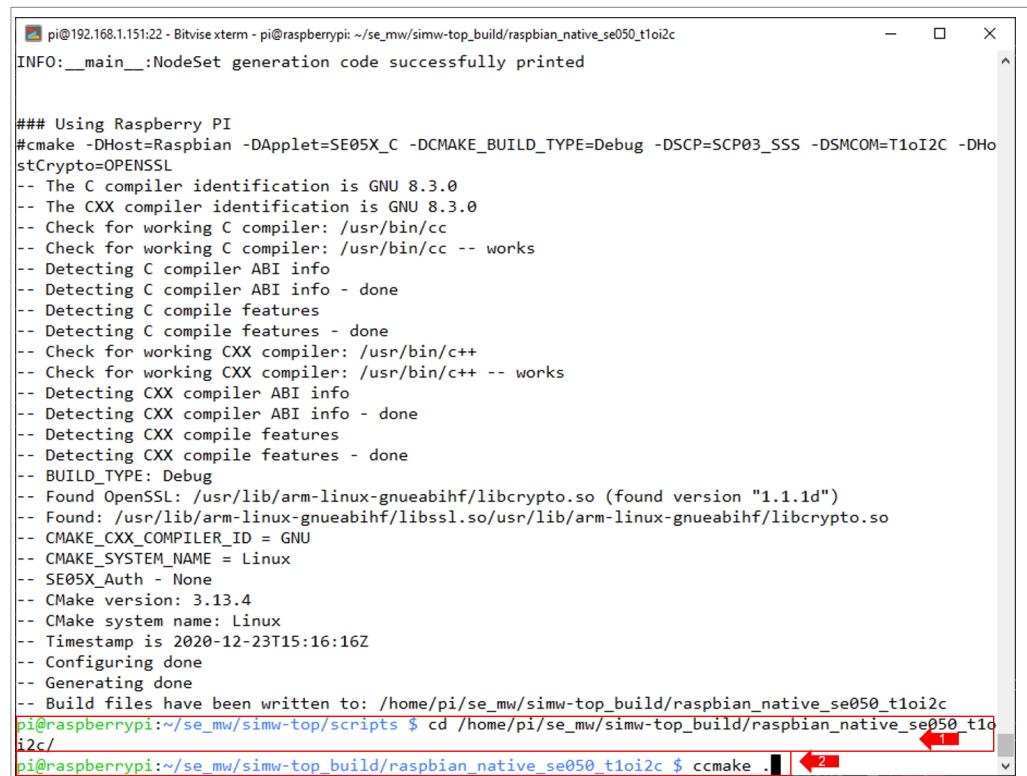 pi@192.168.1.151:22 - Bitvise xterm - pi@raspberrypi: ~/se_mw/simw-top_build/raspbian_native_se050_t1oi2c
INFO:__main__:NodeSet generation code successfully printed
### Using Raspberry PI
#cmake -DHost=Raspbian -DApplet=SE05X_C -DCMAKE_BUILD_TYPE=Debug -DSCP=SCP03_SSS -DSMCOM=T1oI2C -DHo
stCrypto=OPENSSL
-- The C compiler identification is GNU 8.3.0
-- The CXX compiler identification is GNU 8.3.0
-- Check for working C compiler: /usr/bin/cc
-- Check for working C compiler: /usr/bin/cc -- works
-- Detecting C compiler ABI info
-- Detecting C compiler ABI info - done
-- Detecting C compile features
-- Detecting C compile features - done
-- Check for working CXX compiler: /usr/bin/c++
-- Check for working CXX compiler: /usr/bin/c++ -- works
-- Detecting CXX compiler ABI info
-- Detecting CXX compiler ABI info - done
-- Detecting CXX compile features
-- Detecting CXX compile features - done
-- BUILD_TYPE: Debug
-- Found OpenSSL: /usr/lib/arm-linux-gnueabihf/libcrypto.so (found version "1.1.1d")
-- Found: /usr/lib/arm-linux-gnueabihf/libssl.so/usr/lib/arm-linux-gnueabihf/libcrypto.so
-- CMAKE_CXX_COMPILER_ID = GNU
-- CMAKE_SYSTEM_NAME = Linux
-- SE05X_Auth - None
-- CMake version: 3.13.4
-- CMake system name: Linux
-- Timestamp is 2020-12-23T15:16:16Z
-- Configuring done
-- Generating done
-- Build files have been written to: /home/pi/se_mw/simw-top_build/raspbian_native_se050_t1oi2c
pi@raspberrypi:~/se_mw/simw-top/scripts $ cd /home/pi/se_mw/simw-top_build/raspbian_native_se050_t1o
i2c/
1
pi@raspberrypi:~/se_mw/simw-top_build/raspbian_native_se050_t1oi2c $ ccmake .
2